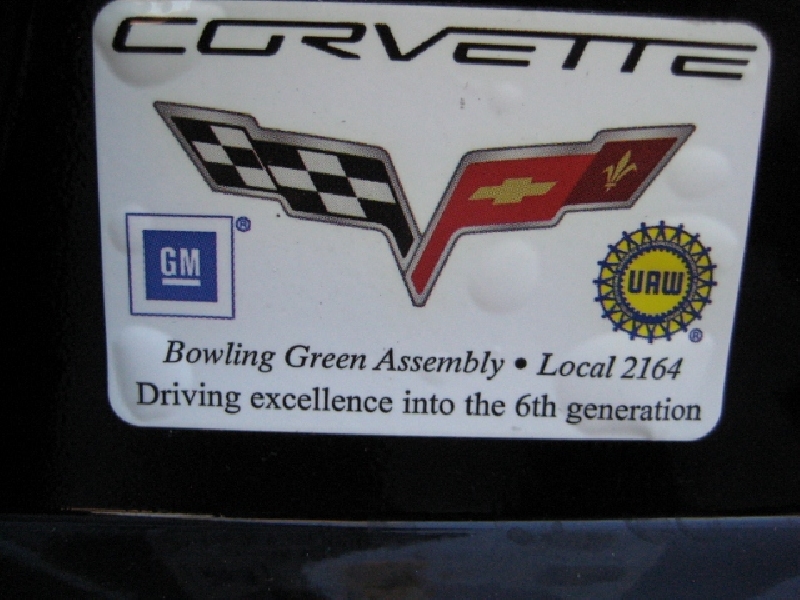 CORVETTE
GM ®
UAW ®
Bowling Green Assembly • Local 2164
Driving excellence into the 6th generation